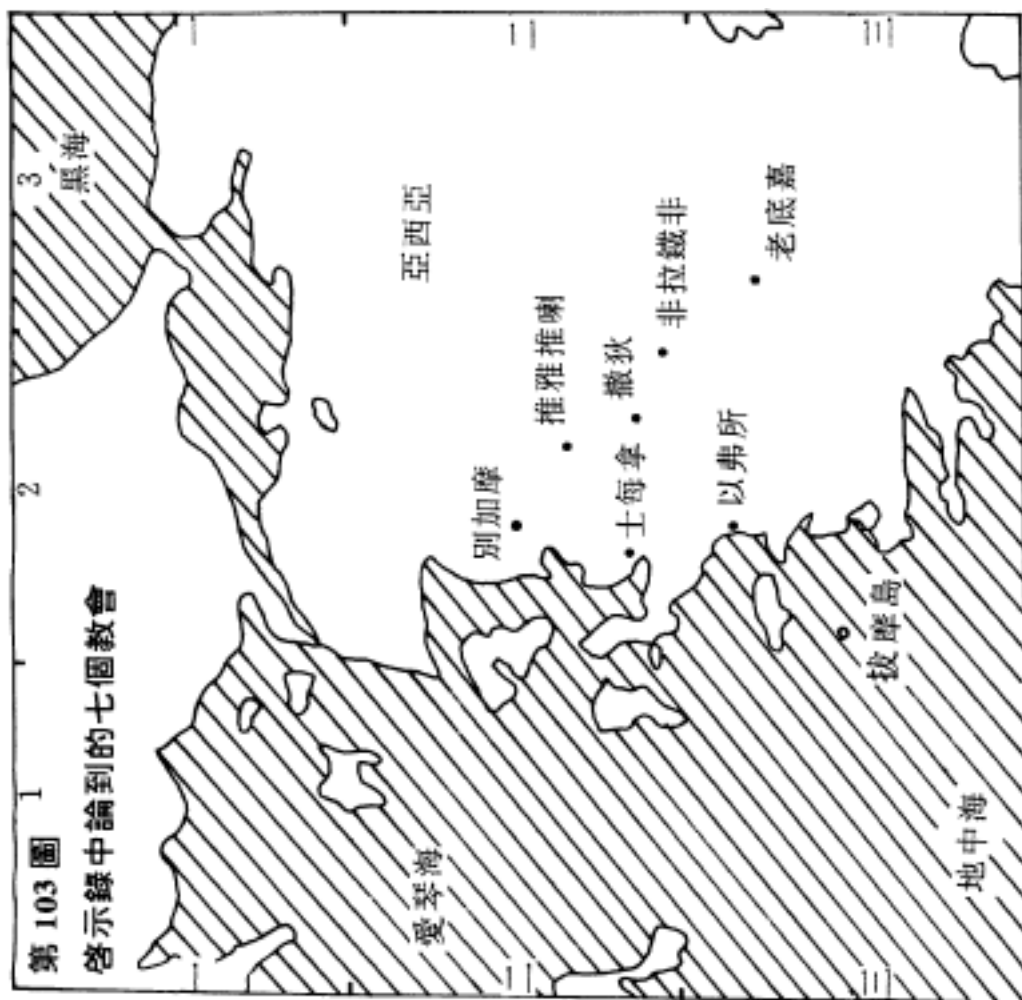 第 103 圖
啓示錄中論到的七個教會
1
2
3
黑海
一
一
亞西亞
愛琴海
別加摩
二
二
推雅推喇
撒狄
士每拿
非拉鐵非
以弗所
老底嘉
拔摩島
三
三
地中海